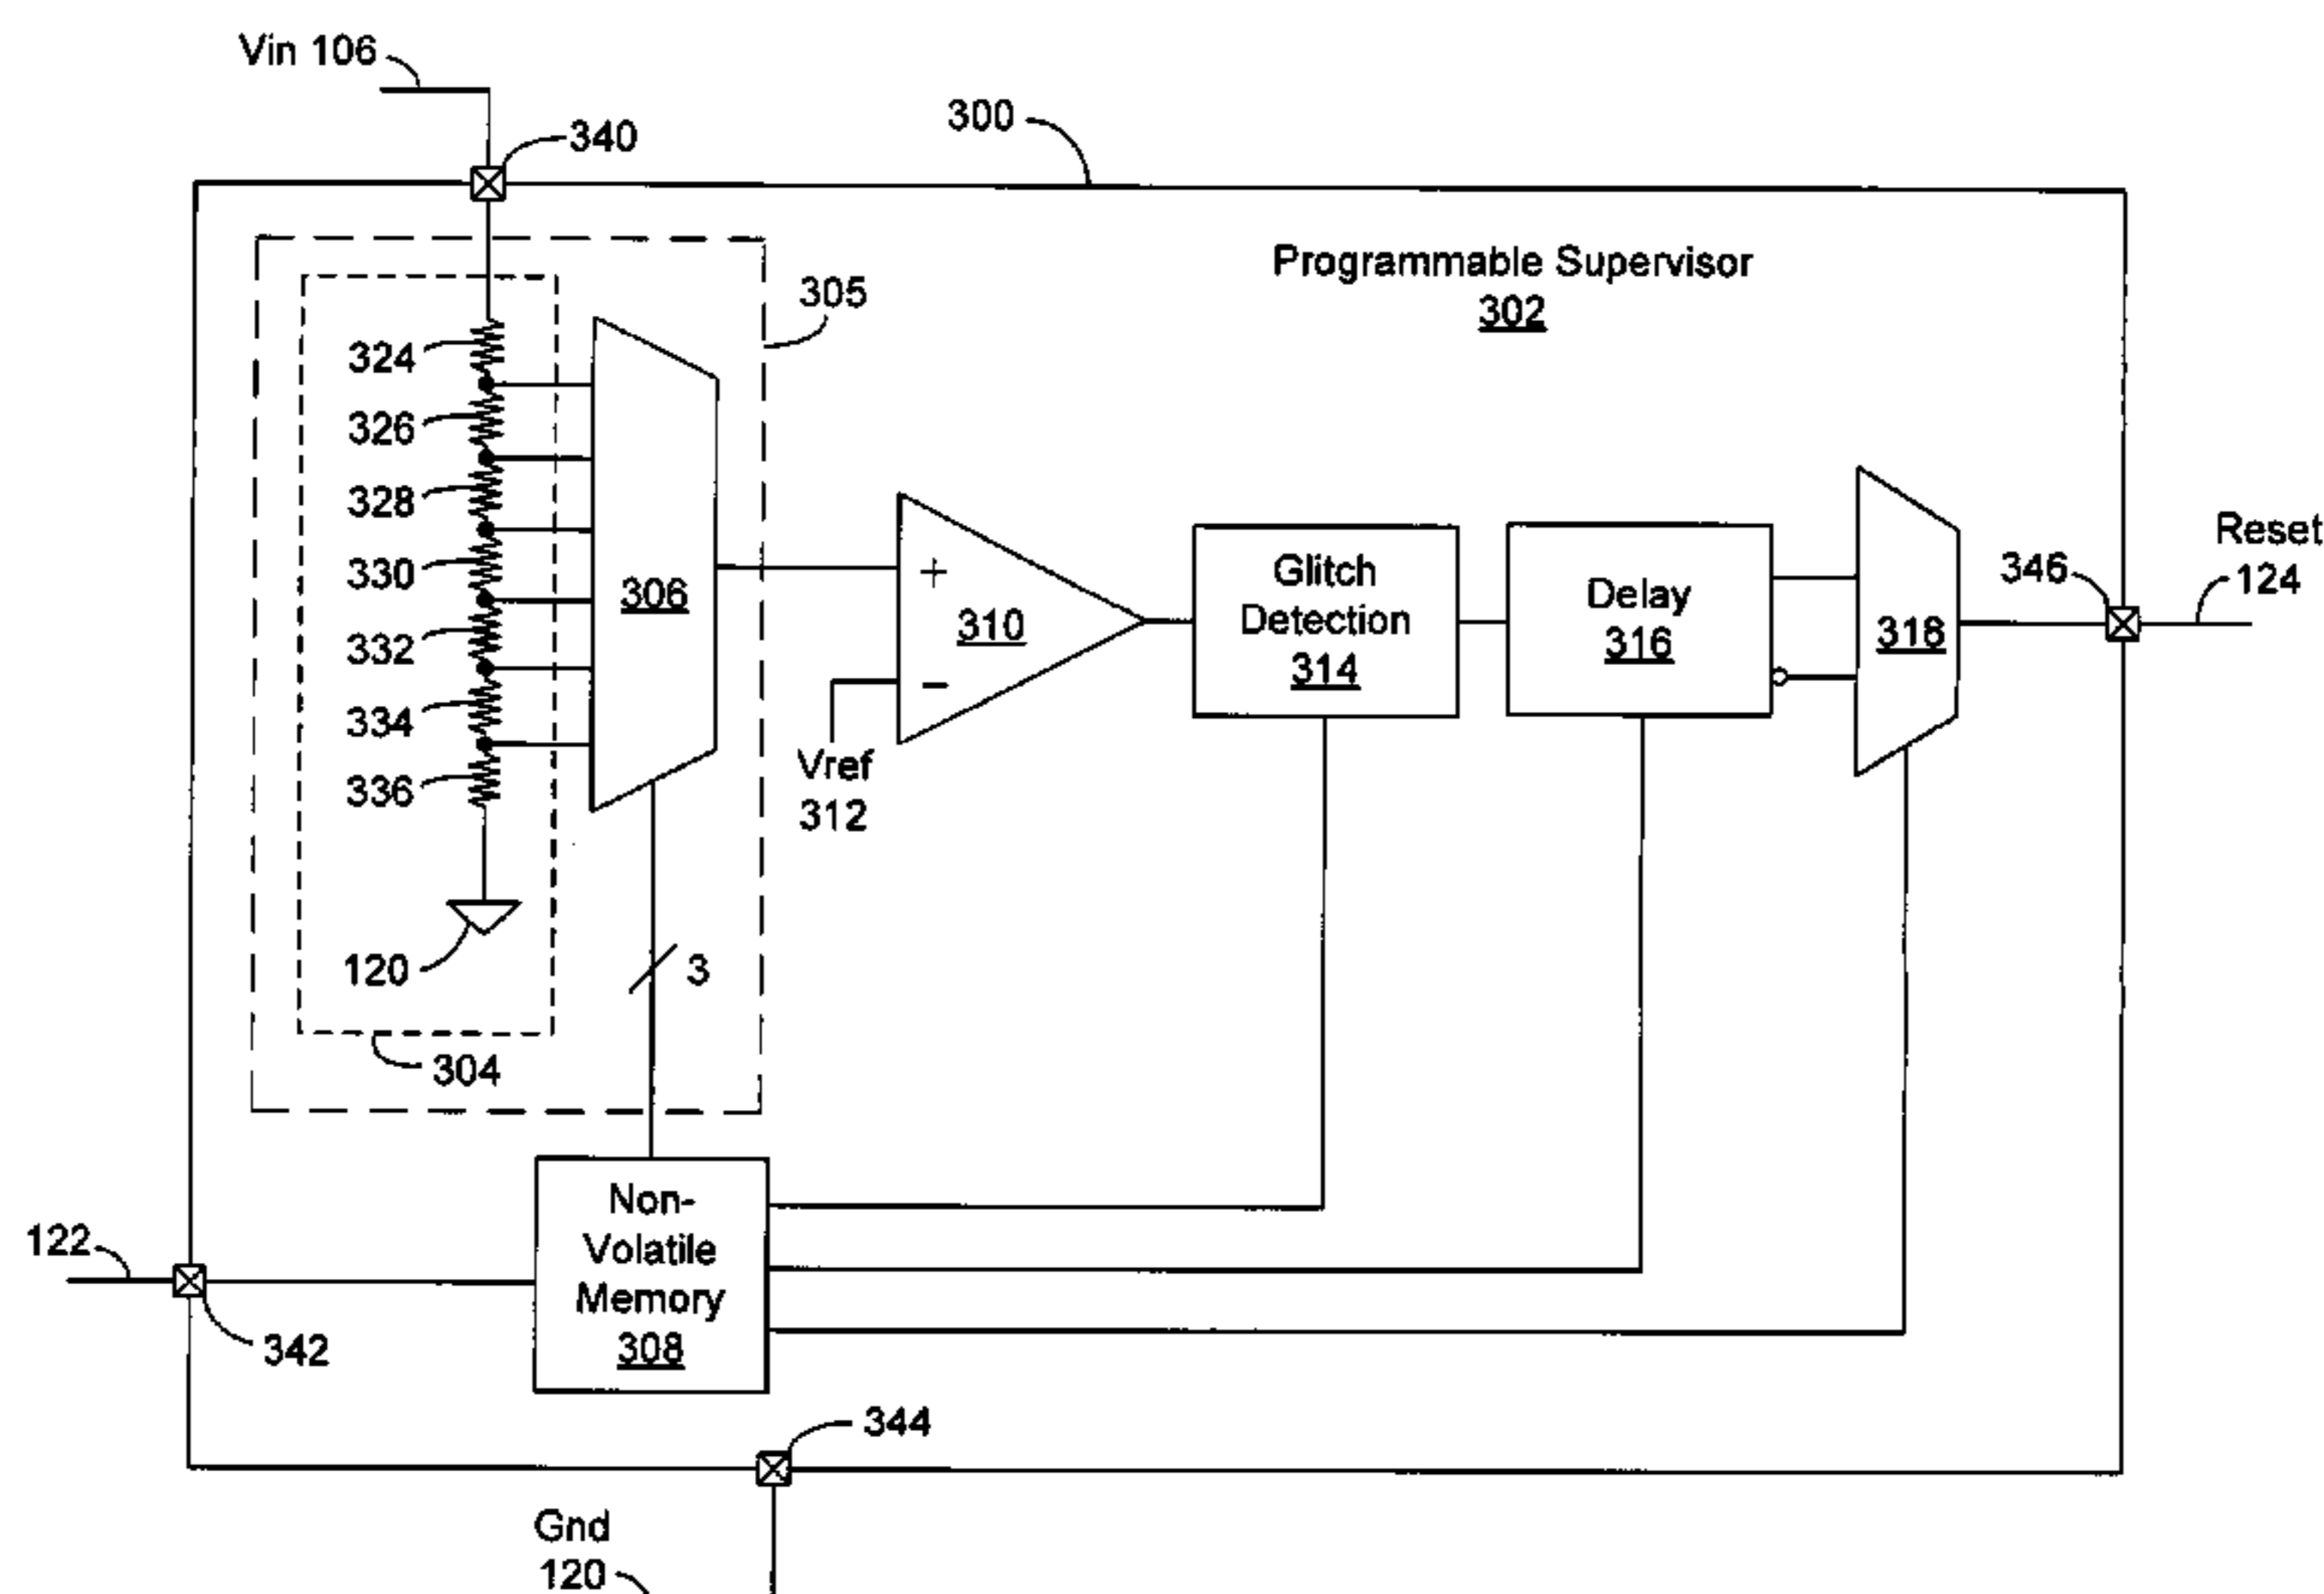 Vin 106
340
300
Programmable Supervisor
302
305
324
326
328
330
332
334
336
306
+
310
−
Vref
312
Glitch
Detection
314
Delay
316
318
346
Reset
124
120
3
304
Non-
Volatile
Memory
308
122
342
344
Gnd
120